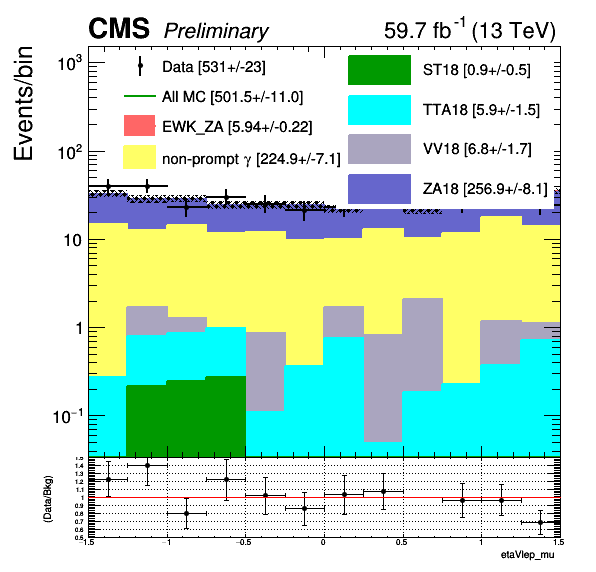 CMS Preliminary 59.7 fb⁻¹ (13 TeV)
Events/bin
10³
10²
10
1
10⁻¹
Data [531+/-23]
All MC [501.5+/-11.0]
EWK_ZA [5.94+/-0.22]
non-prompt γ [224.9+/-7.1]
ST18 [0.9+/-0.5]
TTA18 [5.9+/-1.5]
VV18 [6.8+/-1.7]
ZA18 [256.9+/-8.1]
(Data/Bkg)
1.5
1.4
1.3
1.2
1.1
1
0.9
0.8
0.7
0.6
0.5
-1.5 -1 -0.5 0 0.5 1 1.5
etaVlep_mu